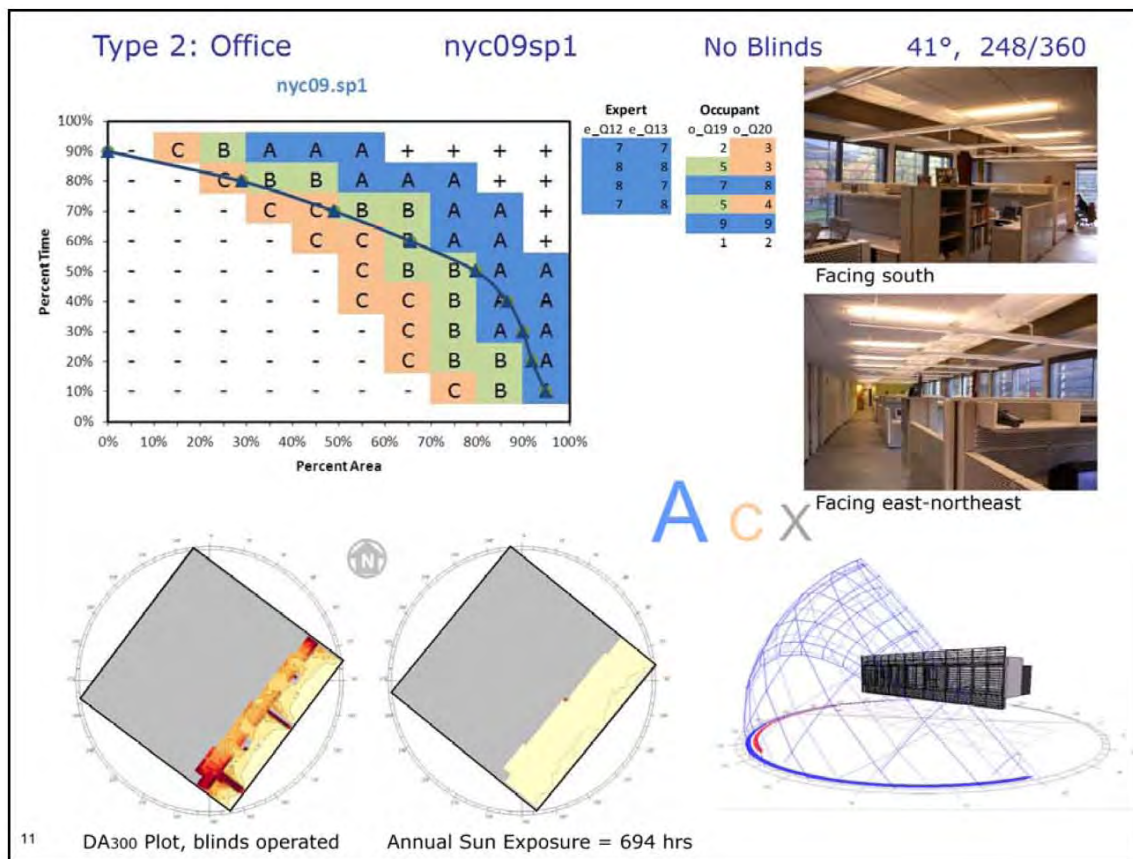 Type 2: Office nyc09sp1 No Blinds 41°, 248/360
nyc09.sp1
100%
90% - C B A A A + + + +
80% - - C B B A A A + +
70% - - - C C B B A A +
60% - - - - C C B A A +
50% - - - - - C B B A A
40% - - - - - C C B A A
30% - - - - - - C B A A
20% - - - - - - C B B A
10% - - - - - - - C B A
0%
Percent Time
0% 10% 20% 30% 40% 50% 60% 70% 80% 90% 100%
Percent Area
Expert
e_Q12 e_Q13
7 7
8 8
8 7
7 8
Occupant
o_Q19 o_Q20
2 3
5 3
7 8
5 4
9 9
1 2
Facing south
Facing east-northeast
A C X
N
11 DA300 Plot, blinds operated
Annual Sun Exposure = 694 hrs